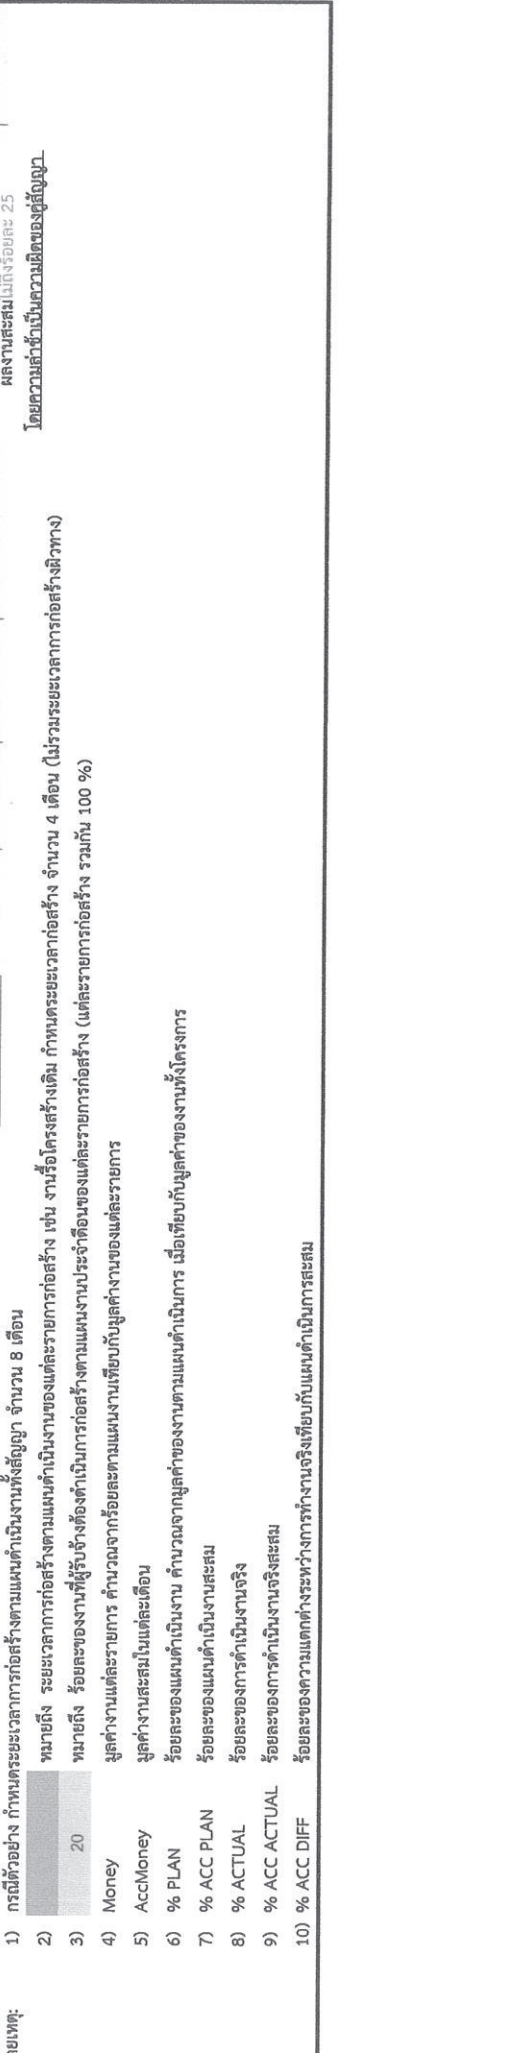 ผลงานสะสมไม่ถึงร้อยละ 25
โดยความล่าช้าเป็นความผิดของคู่สัญญา
1) กรณีตัวอย่าง กำหนดระยะเวลาการก่อสร้างตามแผนดำเนินงานทั้งสัญญา จำนวน 8 เดือน
2) หมายถึง ระยะเวลาการก่อสร้างตามแผนดำเนินงานของแต่ละรายการก่อสร้าง เช่น งานรื้อโครงสร้างเดิม กำหนดระยะเวลาก่อสร้าง จำนวน 4 เดือน (ไม่รวมระยะเวลาการก่อสร้างผิวทาง)
3) 20 หมายถึง ร้อยละของงานที่ผู้รับจ้างต้องดำเนินการก่อสร้างตามแผนงานประจำเดือนของแต่ละรายการก่อสร้าง (แต่ละรายการก่อสร้าง รวมกัน 100 %)
4) Money มูลค่างานแต่ละรายการ คำนวณจากร้อยละตามแผนงานเทียบกับมูลค่างานของแต่ละรายการ
5) AccMoney มูลค่างานสะสมในแต่ละเดือน
6) % PLAN ร้อยละของแผนดำเนินงาน คำนวณจากมูลค่าของงานตามแผนดำเนินการ เมื่อเทียบกับมูลค่าของงานทั้งโครงการ
7) % ACC PLAN ร้อยละของแผนดำเนินงานสะสม
8) % ACTUAL ร้อยละของการดำเนินงานจริง
9) % ACC ACTUAL ร้อยละของการดำเนินงานจริงสะสม
10) % ACC DIFF ร้อยละของความแตกต่างระหว่างการทำงานจริงเทียบกับแผนดำเนินการสะสม